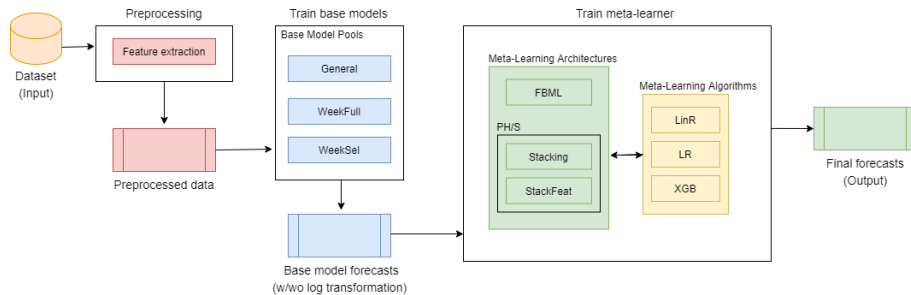 Preprocessing
Feature extraction
Dataset
(Input)
Preprocessed data
Train base models
Base Model Pools
General
WeekFull
WeekSel
Base model forecasts
(w/wo log transformation)
Train meta-learner
Meta-Learning Architectures
FBML
PH/S
Stacking
StackFeat
Meta-Learning Algorithms
LinR
LR
XGB
Final forecasts
(Output)